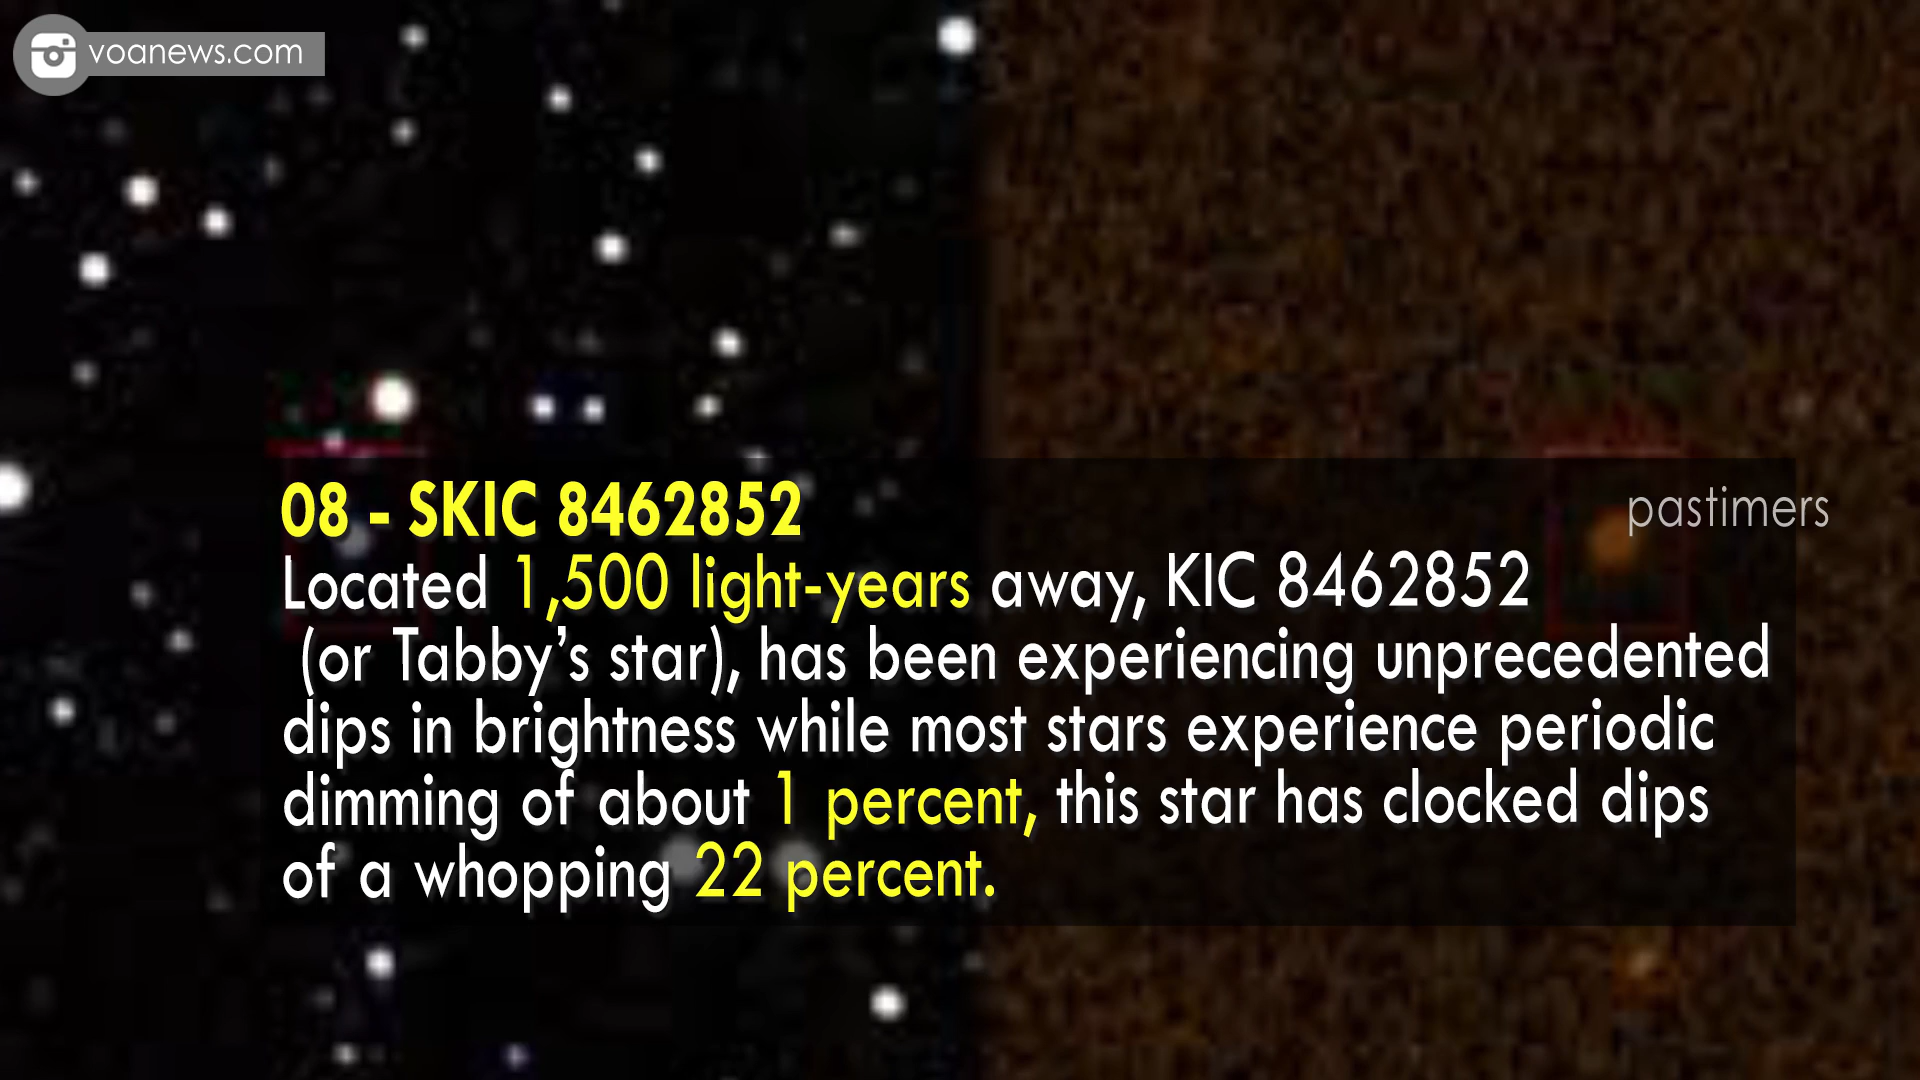 voanews.com
08 - SKIC 8462852
pastimers
Located 1,500 light-years away, KIC 8462852
(or Tabby’s star), has been experiencing unprecedented
dips in brightness while most stars experience periodic
dimming of about 1 percent, this star has clocked dips
of a whopping 22 percent.